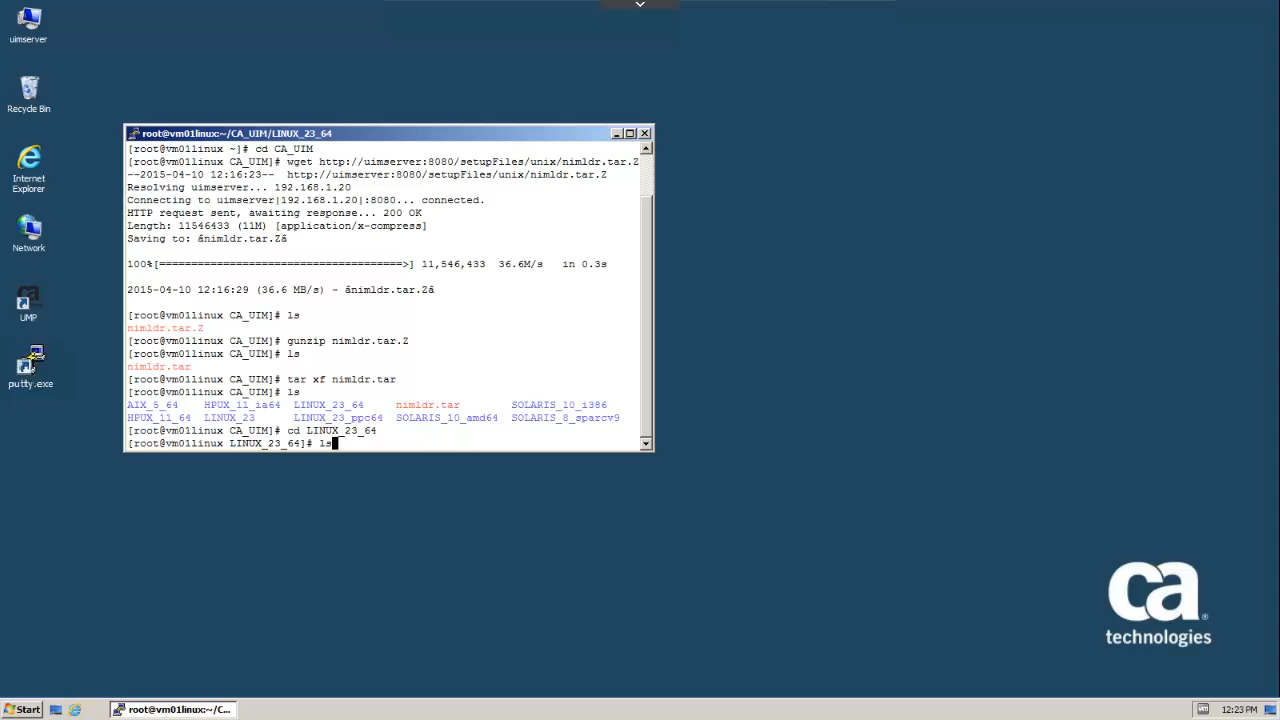 uimserver
Recycle Bin
Internet
Explorer
Network
UMP
putty.exe
root@vm01linux:~/CA_UIM/LINUX_23_64
[root@vm01linux ~]# cd CA_UIM
[root@vm01linux CA_UIM]# wget http://uimserver:8080/setupFiles/unix/nimldr.tar.Z
--2015-04-10 12:16:23--  http://uimserver:8080/setupFiles/unix/nimldr.tar.Z
Resolving uimserver... 192.168.1.20
Connecting to uimserver|192.168.1.20|:8080... connected.
HTTP request sent, awaiting response... 200 OK
Length: 11546433 (11M) [application/x-compress]
Saving to: ânimldr.tar.Zâ
100%[======================================>] 11,546,433  36.6M/s   in 0.3s
2015-04-10 12:16:29 (36.6 MB/s) - ânimldr.tar.Zâ
[root@vm01linux CA_UIM]# ls
nimldr.tar.Z
[root@vm01linux CA_UIM]# gunzip nimldr.tar.Z
[root@vm01linux CA_UIM]# ls
nimldr.tar
[root@vm01linux CA_UIM]# tar xf nimldr.tar
[root@vm01linux CA_UIM]# ls
AIX_5_64    HPUX_11_ia64  LINUX_23_64     nimldr.tar        SOLARIS_10_i386
HPUX_11_64  LINUX_23      LINUX_23_ppc64  SOLARIS_10_amd64  SOLARIS_8_sparcv9
[root@vm01linux CA_UIM]# cd LINUX_23_64
[root@vm01linux LINUX_23_64]# ls
ca
technologies
Start
root@vm01linux:~/C...
vm
12:23 PM